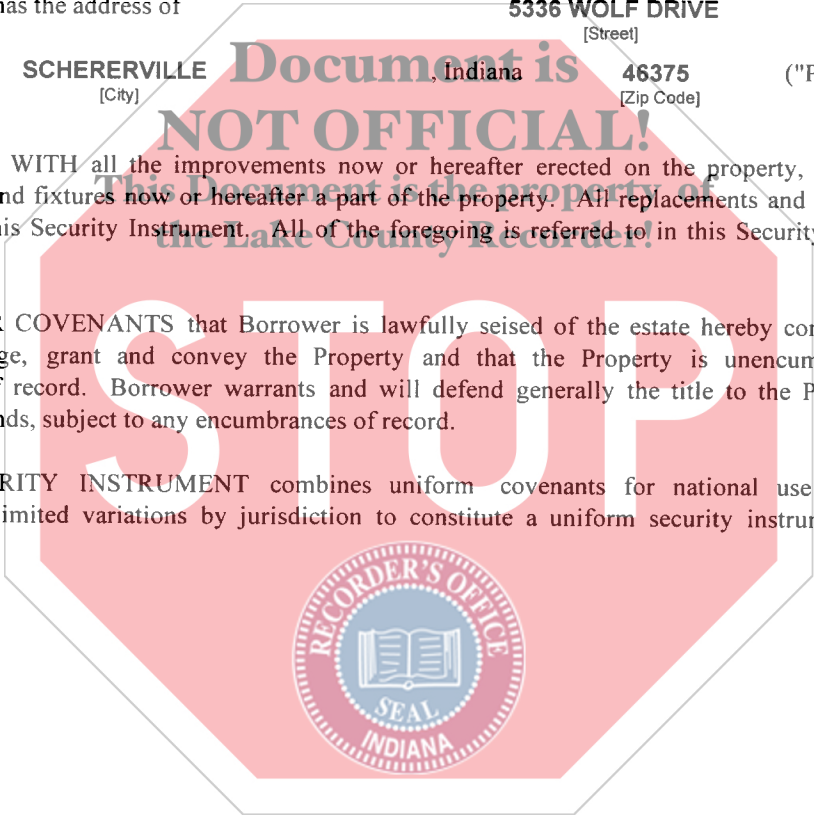 has the address of 5336 WOLF DRIVE
[Street]
SCHERERVILLE , Indiana 46375 ("P
[City] [Zip Code]
Document is
NOT OFFICIAL!
This Document is the property of
the Lake County Recorder!
WITH all the improvements now or hereafter erected on the property,
nd fixtures now or hereafter a part of the property. All replacements and
is Security Instrument. All of the foregoing is referred to in this Security
R COVENANTS that Borrower is lawfully seised of the estate hereby con
ge, grant and convey the Property and that the Property is unencum
f record. Borrower warrants and will defend generally the title to the P
nds, subject to any encumbrances of record.
STOP
RITY INSTRUMENT combines uniform covenants for national use
imited variations by jurisdiction to constitute a uniform security instrum
RECORDER'S OFFICE
SEAL
INDIANA